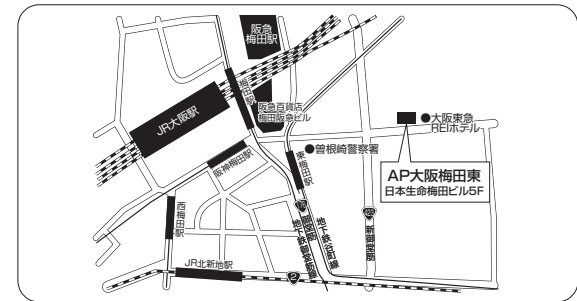 阪急
梅田駅
梅田駅
JR大阪駅
阪急百貨店
梅田阪急ビル
●大阪東急
REIホテル
●曽根崎警察署
東梅田駅
阪神梅田駅
AP大阪梅田東
日本生命梅田ビル5F
西梅田駅
御堂筋
地下鉄御堂筋線
地下鉄谷町線
新御堂筋
JR北新地駅
2